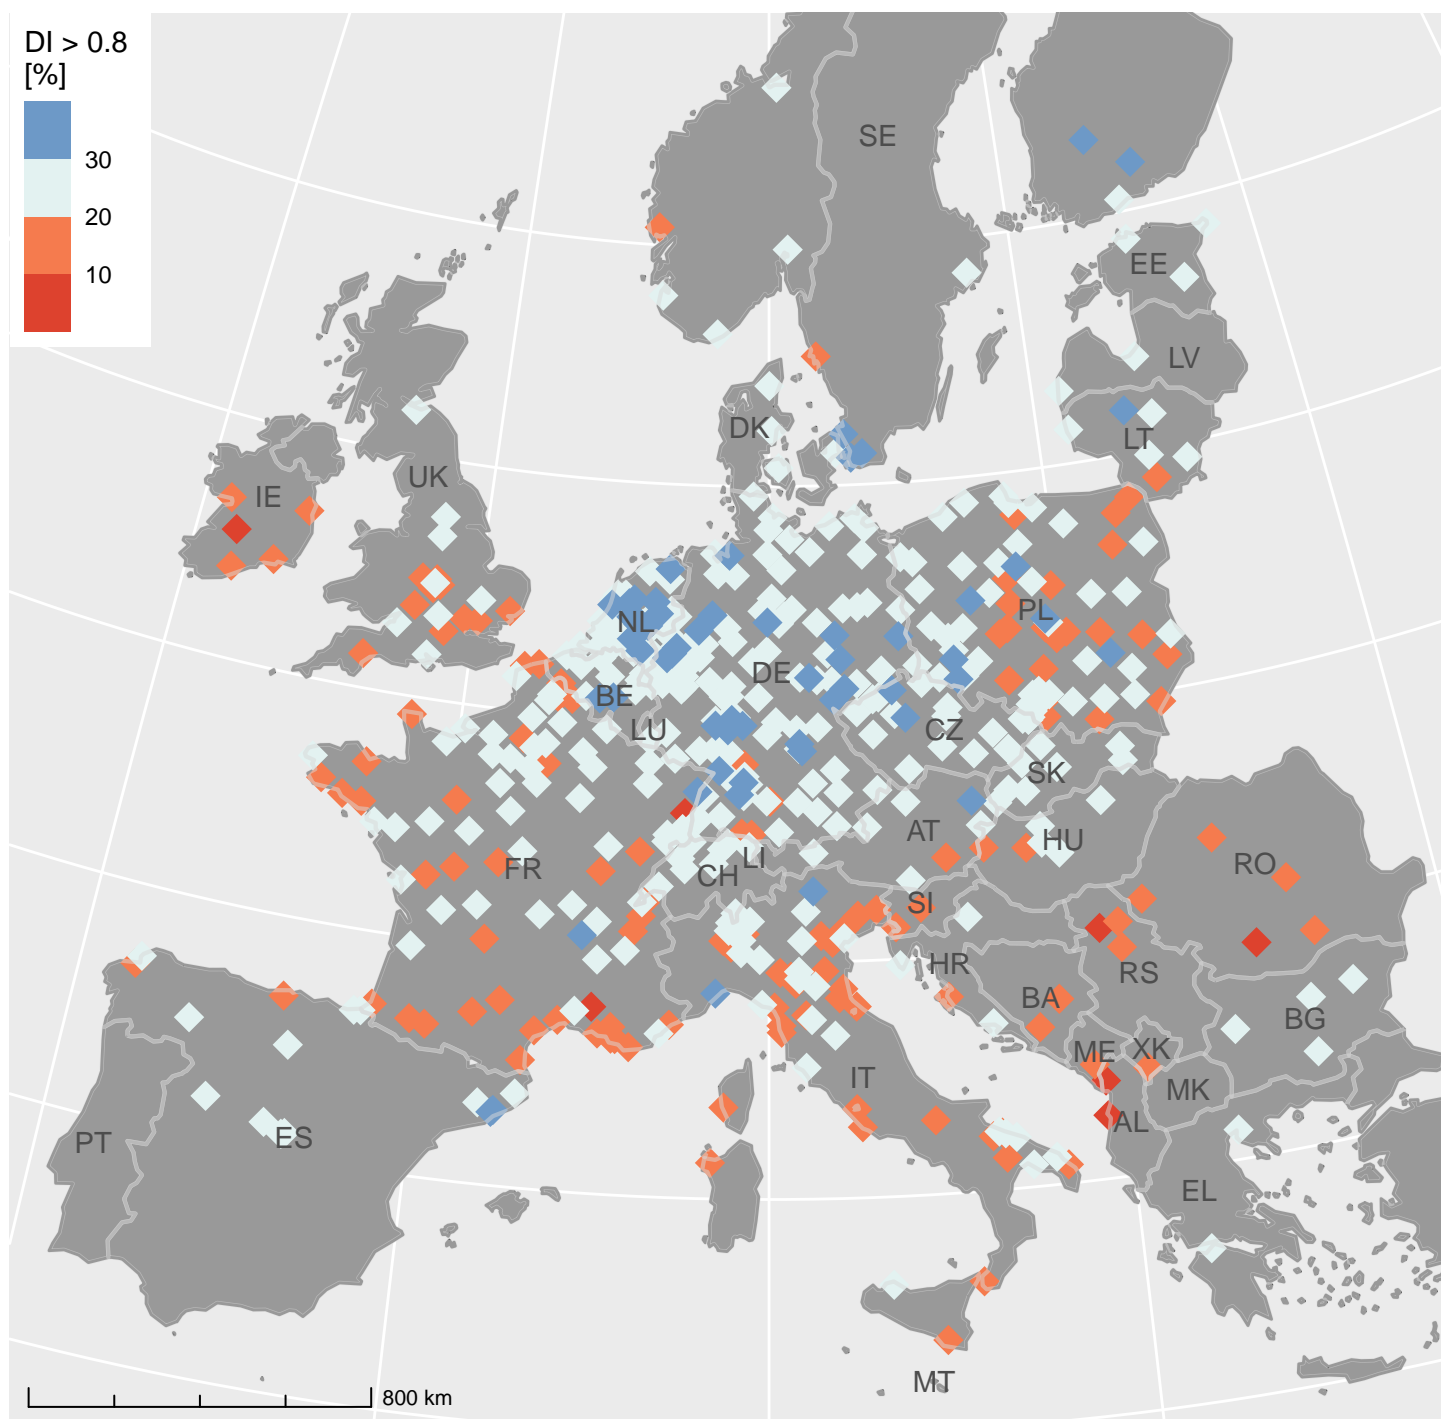 DI > 0.8
[%]
30
20
10
SE
EE
LV
DK
LT
UK
IE
NL
PL
DE
BE
LU
CZ
SK
AT
HU
FR
LI
CH
RO
SI
HR
RS
BA
BG
ME
XK
IT
MK
AL
PT
ES
EL
MT
800 km